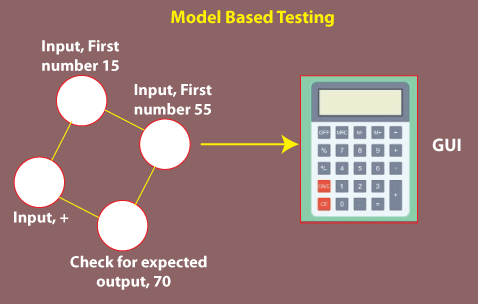 Model Based Testing
Input, First
number 15
Input, First
number 55
GUI
Input, +
Check for expected
output, 70
OFF MRC M- M+ ÷
% 7 8 9 +
4 5 6 -
ON/C 1 2 3 +
CE 0 . =